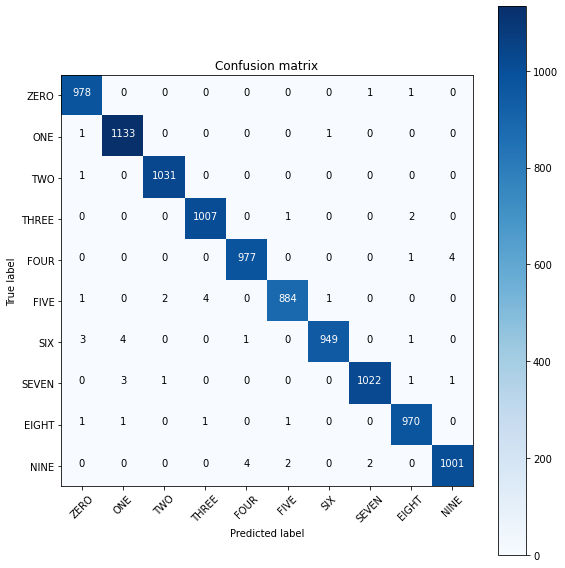 Confusion matrix
ZERO 978 0 0 0 0 0 0 1 1 0
ONE 1 1133 0 0 0 0 1 0 0 0
TWO 1 0 1031 0 0 0 0 0 0 0
THREE 0 0 0 1007 0 1 0 0 2 0
FOUR 0 0 0 0 977 0 0 0 1 4
FIVE 1 0 2 4 0 884 1 0 0 0
SIX 3 4 0 0 1 0 949 0 1 0
SEVEN 0 3 1 0 0 0 0 1022 1 1
EIGHT 1 1 0 1 0 1 0 0 970 0
NINE 0 0 0 0 4 2 0 2 0 1001
ZERO ONE TWO THREE FOUR FIVE SIX SEVEN EIGHT NINE
True label
Predicted label
1000
800
600
400
200
0